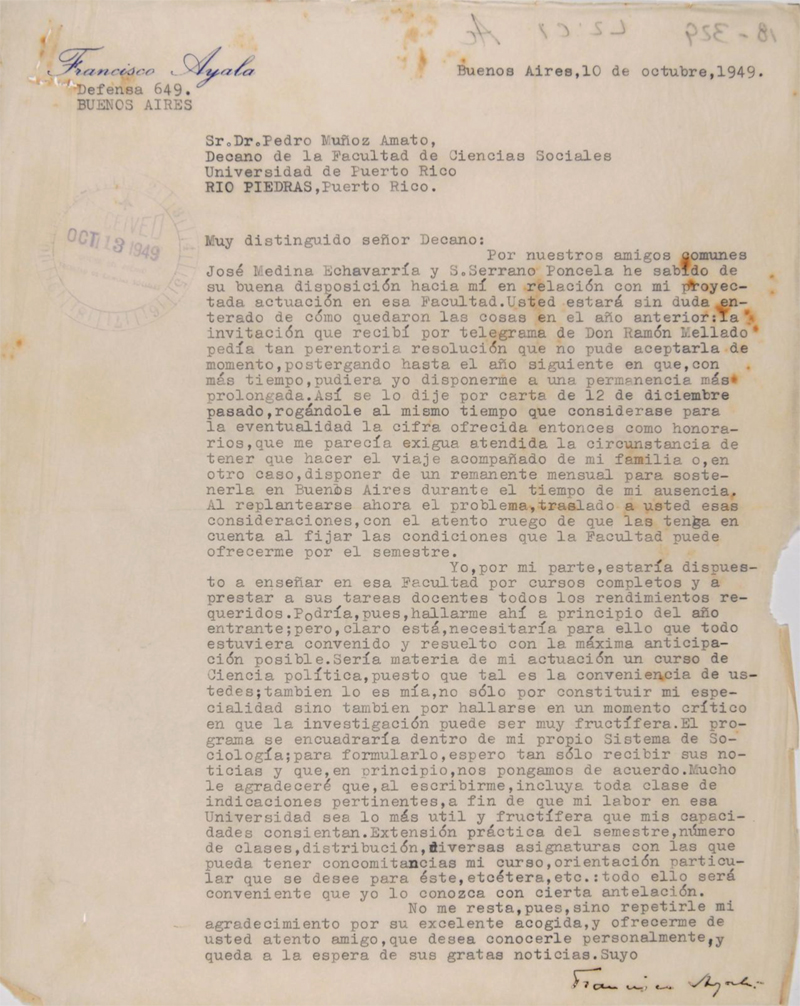 Francisco Ayala
Defensa 649.
BUENOS AIRES
18-329
Buenos Aires,10 de octubre,1949.
Sr.Dr.Pedro Muñoz Amato,
Decano de la Facultad de Ciencias Sociales
Universidad de Puerto Rico
RIO PIEDRAS,Puerto Rico.
OCT 13 1949
Muy distinguido señor Decano:
Por nuestros amigos comunes
José Medina Echavarría y S.Serrano Poncela he sabido de
su buena disposición hacia mí en relación con mi proyec-
tada actuación en esa Facultad.Usted estará sin duda en-
terado de cómo quedaron las cosas en el año anterior:la
invitación que recibí por telegrama de Don Ramón Mellado
pedía tan perentoria resolución que no pude aceptarla de
momento,postergando hasta el año siguiente en que,con
más tiempo,pudiera yo disponerme a una permanencia más
prolongada.Así se lo dije por carta de 12 de diciembre
pasado,rogándole al mismo tiempo que considerase para
la eventualidad la cifra ofrecida entonces como honora-
rios,que me parecía exigua atendida la circunstancia de
tener que hacer el viaje acompañado de mi familia o,en
otro caso,disponer de un remanente mensual para soste-
nerla en Buenos Aires durante el tiempo de mi ausencia.
Al replantearse ahora el problema,traslado a usted esas
consideraciones,con el atento ruego de que las tenga en
cuenta al fijar las condiciones que la Facultad puede
ofrecerme por el semestre.
Yo,por mi parte,estaría dispues-
to a enseñar en esa Facultad por cursos completos y a
prestar a sus tareas docentes todos los rendimientos re-
queridos.Podría,pues,hallarme ahí a principio del año
entrante;pero,claro está,necesitaría para ello que todo
estuviera convenido y resuelto con la máxima anticipa-
ción posible.Sería materia de mi actuación un curso de
Ciencia política,puesto que tal es la conveniencia de us-
tedes;tambien lo es mía,no sólo por constituir mi espe-
cialidad sino tambien por hallarse en un momento crítico
en que la investigación puede ser muy fructífera.El pro-
grama se encuadraría dentro de mi propio Sistema de So-
ciología;para formularlo,espero tan sólo recibir sus no-
ticias y que,en principio,nos pongamos de acuerdo.Mucho
le agradeceré que,al escribirme,incluya toda clase de
indicaciones pertinentes,a fin de que mi labor en esa
Universidad sea lo más util y fructífera que mis capaci-
dades consientan.Extensión práctica del semestre,número
de clases,distribución,diversas asignaturas con las que
pueda tener concomitancias mi curso,orientación particu-
lar que se desee para éste,etcétera,etc.:todo ello será
conveniente que yo lo conozca con cierta antelación.
No me resta,pues,sino repetirle mi
agradecimiento por su excelente acogida,y ofrecerme de
usted atento amigo,que desea conocerle personalmente,y
queda a la espera de sus gratas noticias.Suyo
Francisco Ayala